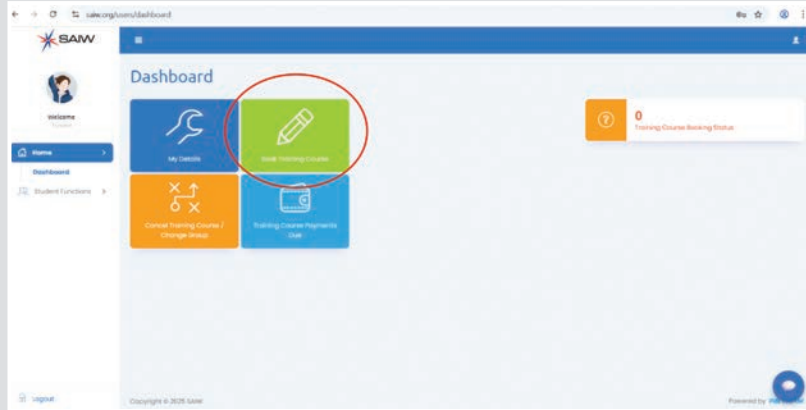 saiw.org/users/dashboard
SAIW
Dashboard
Welcome
Home
Dashboard
Student Functions
My Details
Book Training Course
Cancel Training Course /
Change Group
Training Course Payments
Due
0
Training Course Booking Status
Logout
Copyright © 2025 SAIW
Powered by